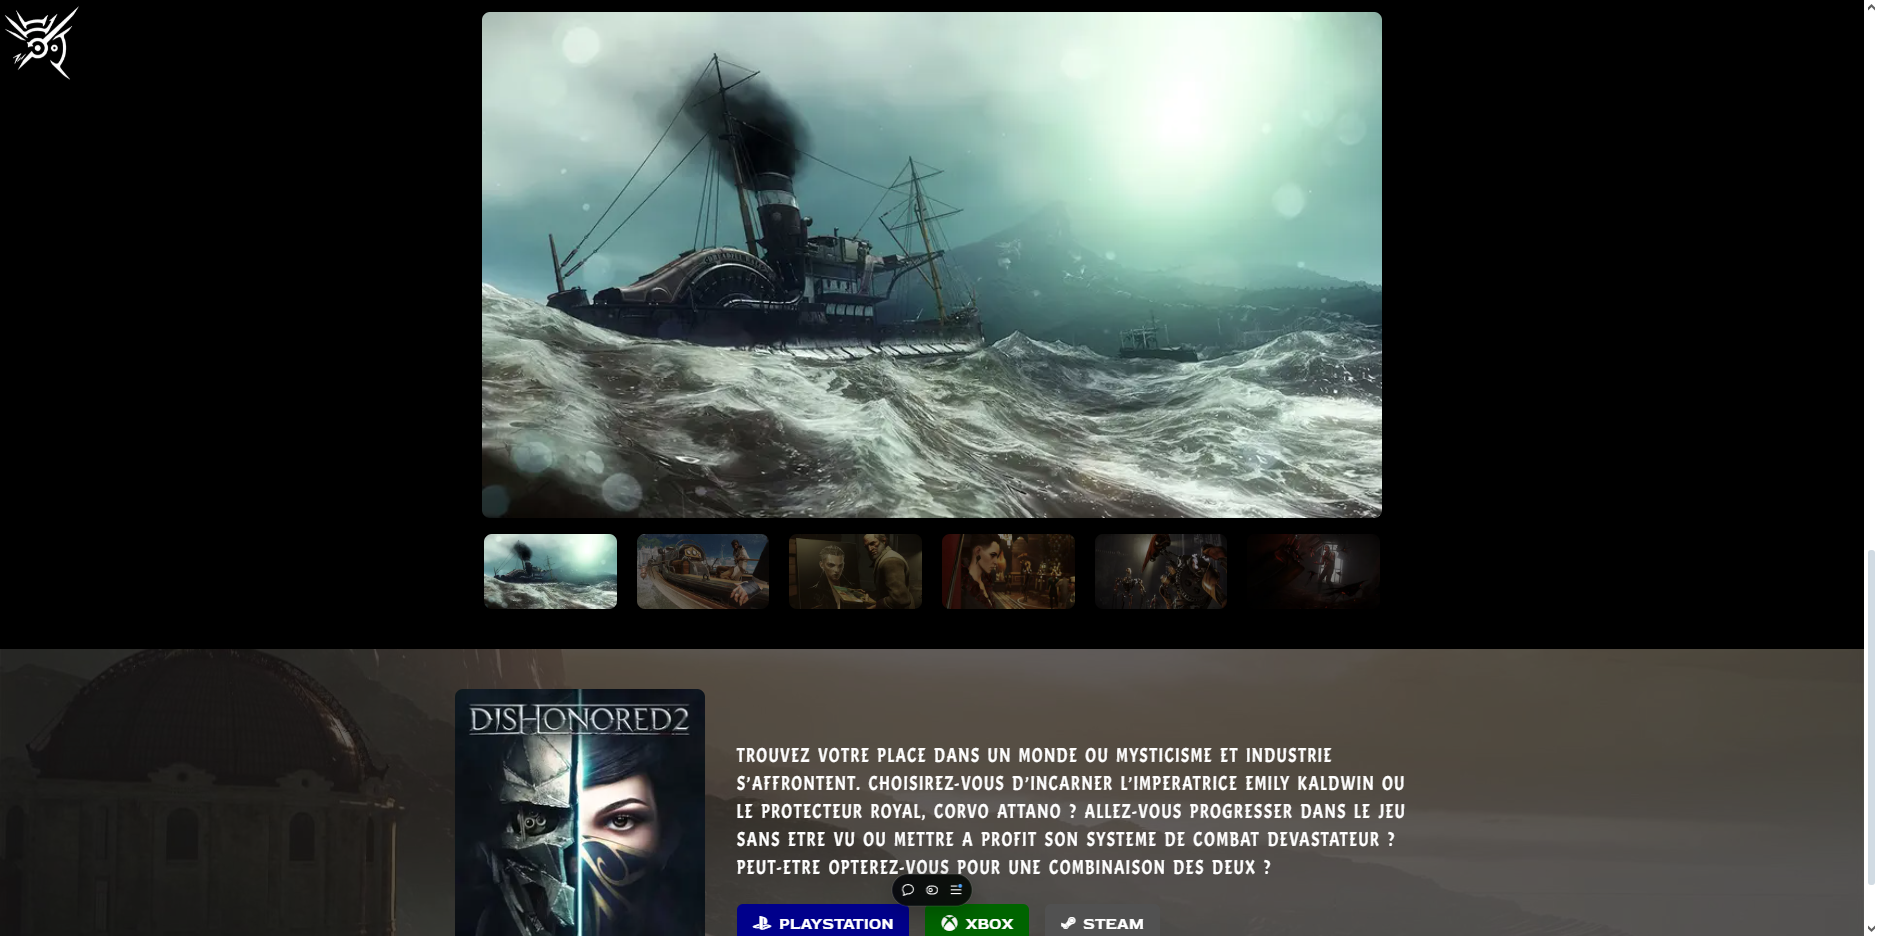 DISHONORED 2
TROUVEZ VOTRE PLACE DANS UN MONDE OU MYSTICISME ET INDUSTRIE
S'AFFRONTENT. CHOISIREZ-VOUS D'INCARNER L'IMPERATRICE EMILY KALDWIN OU
LE PROTECTEUR ROYAL, CORVO ATTANO ? ALLEZ-VOUS PROGRESSER DANS LE JEU
SANS ETRE VU OU METTRE A PROFIT SON SYSTEME DE COMBAT DEVASTATEUR ?
PEUT-ETRE OPTEREZ-VOUS POUR UNE COMBINAISON DES DEUX ?
PLAYSTATION
XBOX
STEAM